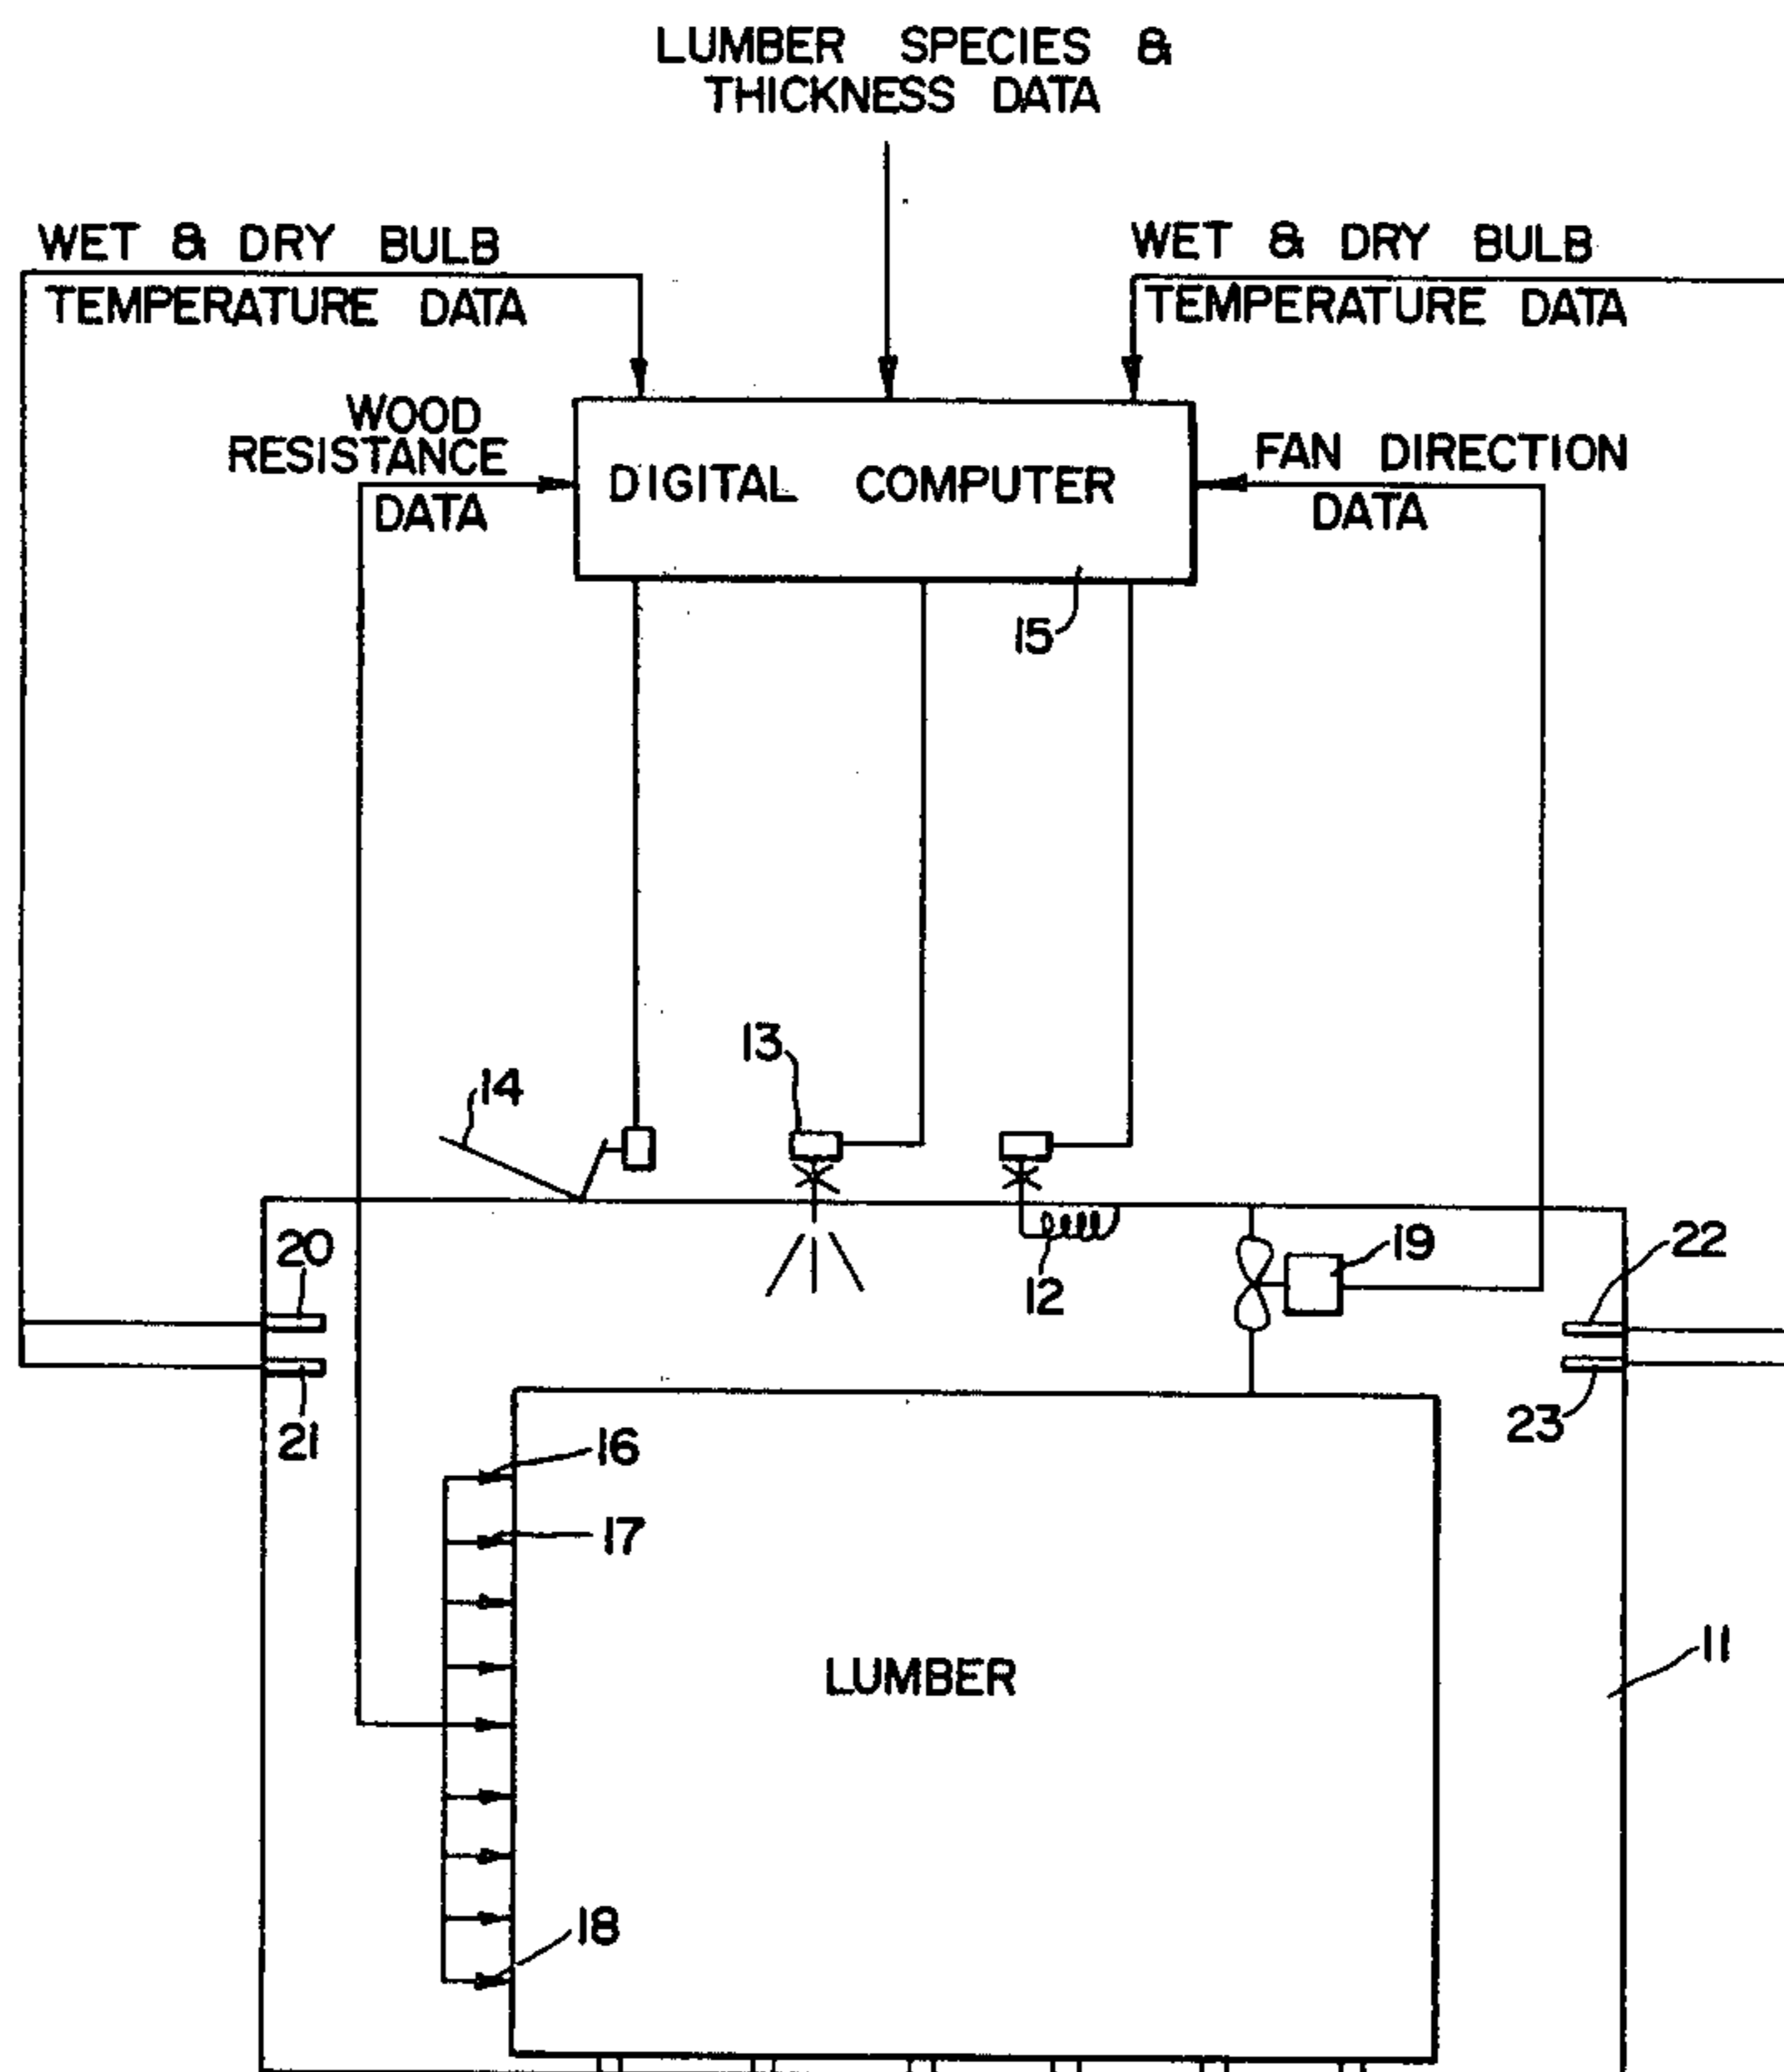 LUMBER SPECIES &
THICKNESS DATA
WET & DRY BULB
TEMPERATURE DATA
WET & DRY BULB
TEMPERATURE DATA
WOOD
RESISTANCE
DATA
DIGITAL COMPUTER
FAN DIRECTION
DATA
15
13
14
20
12
19
22
21
23
16
17
LUMBER
11
18